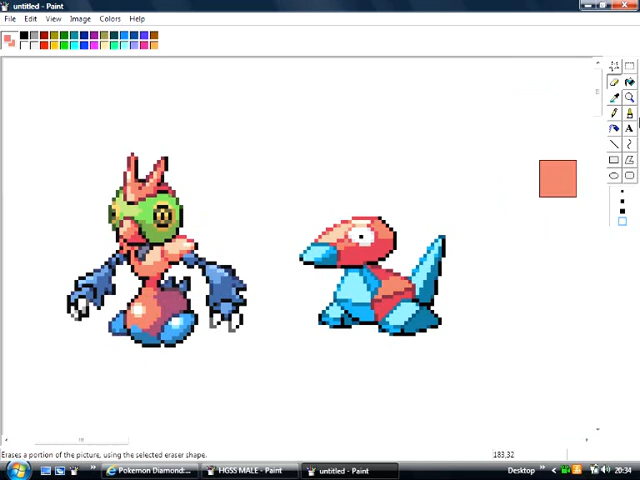 untitled - Paint
File Edit View Image Colors Help
A
Erases a portion of the picture, using the selected eraser shape.
183,32
Pokemon Diamond:... HGSS MALE - Paint untitled - Paint Desktop » 20:34